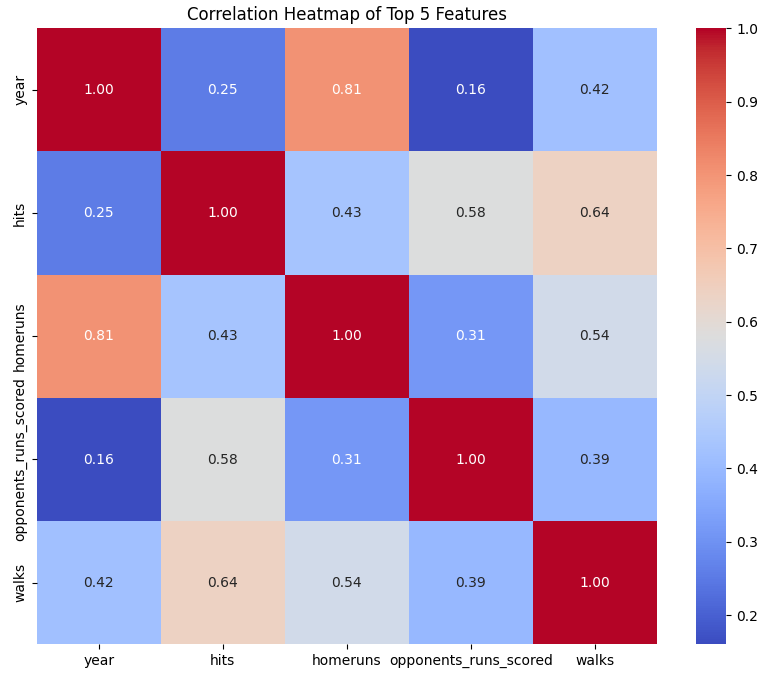 Correlation Heatmap of Top 5 Features
year 1.00 0.25 0.81 0.16 0.42
hits 0.25 1.00 0.43 0.58 0.64
homeruns 0.81 0.43 1.00 0.31 0.54
opponents_runs_scored 0.16 0.58 0.31 1.00 0.39
walks 0.42 0.64 0.54 0.39 1.00
year hits homeruns opponents_runs_scored walks
1.0
0.9
0.8
0.7
0.6
0.5
0.4
0.3
0.2